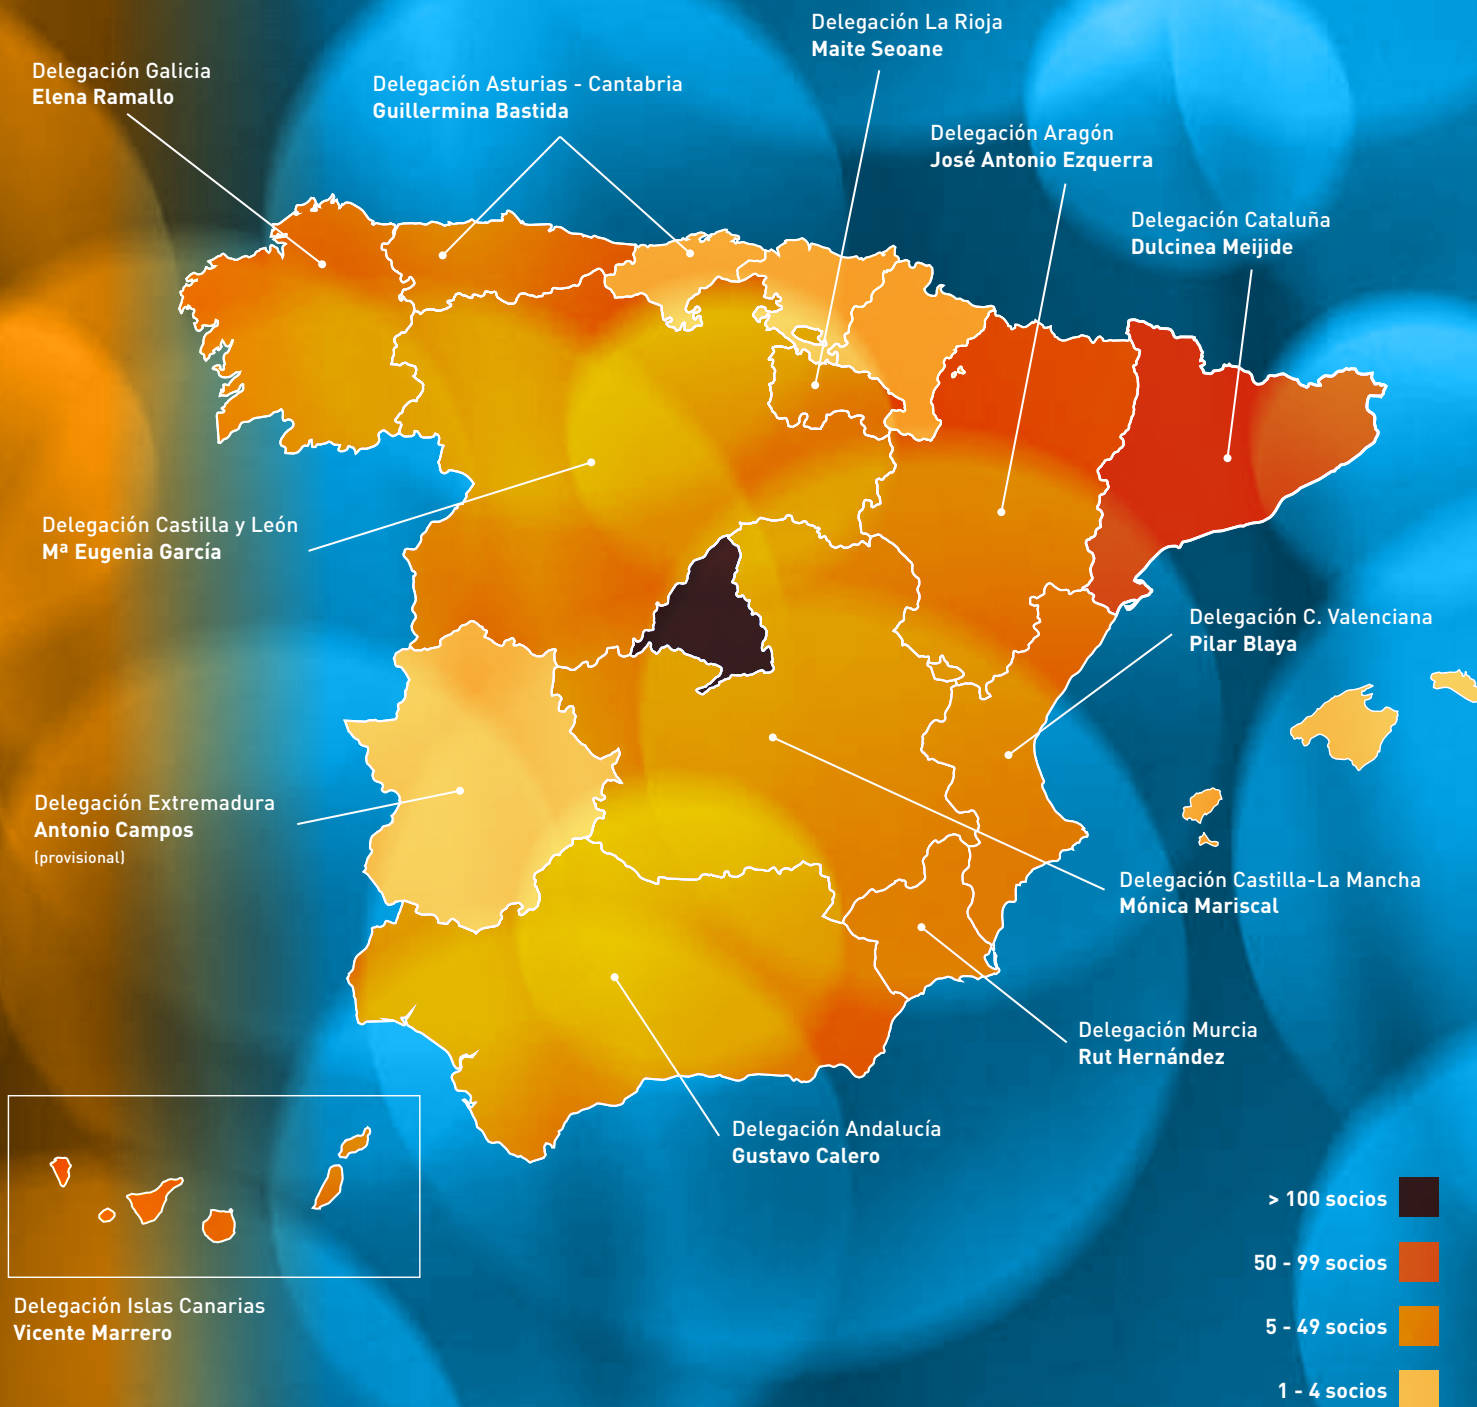 Delegación La Rioja
Maite Seoane
Delegación Galicia
Elena Ramallo
Delegación Asturias - Cantabria
Guillermina Bastida
Delegación Aragón
José Antonio Ezquerra
Delegación Cataluña
Dulcinea Meijide
Delegación Castilla y León
Mª Eugenia García
Delegación C. Valenciana
Pilar Blaya
Delegación Extremadura
Antonio Campos
(provisional)
Delegación Castilla-La Mancha
Mónica Mariscal
Delegación Murcia
Rut Hernández
Delegación Andalucía
Gustavo Calero
Delegación Islas Canarias
Vicente Marrero
> 100 socios
50 - 99 socios
5 - 49 socios
1 - 4 socios